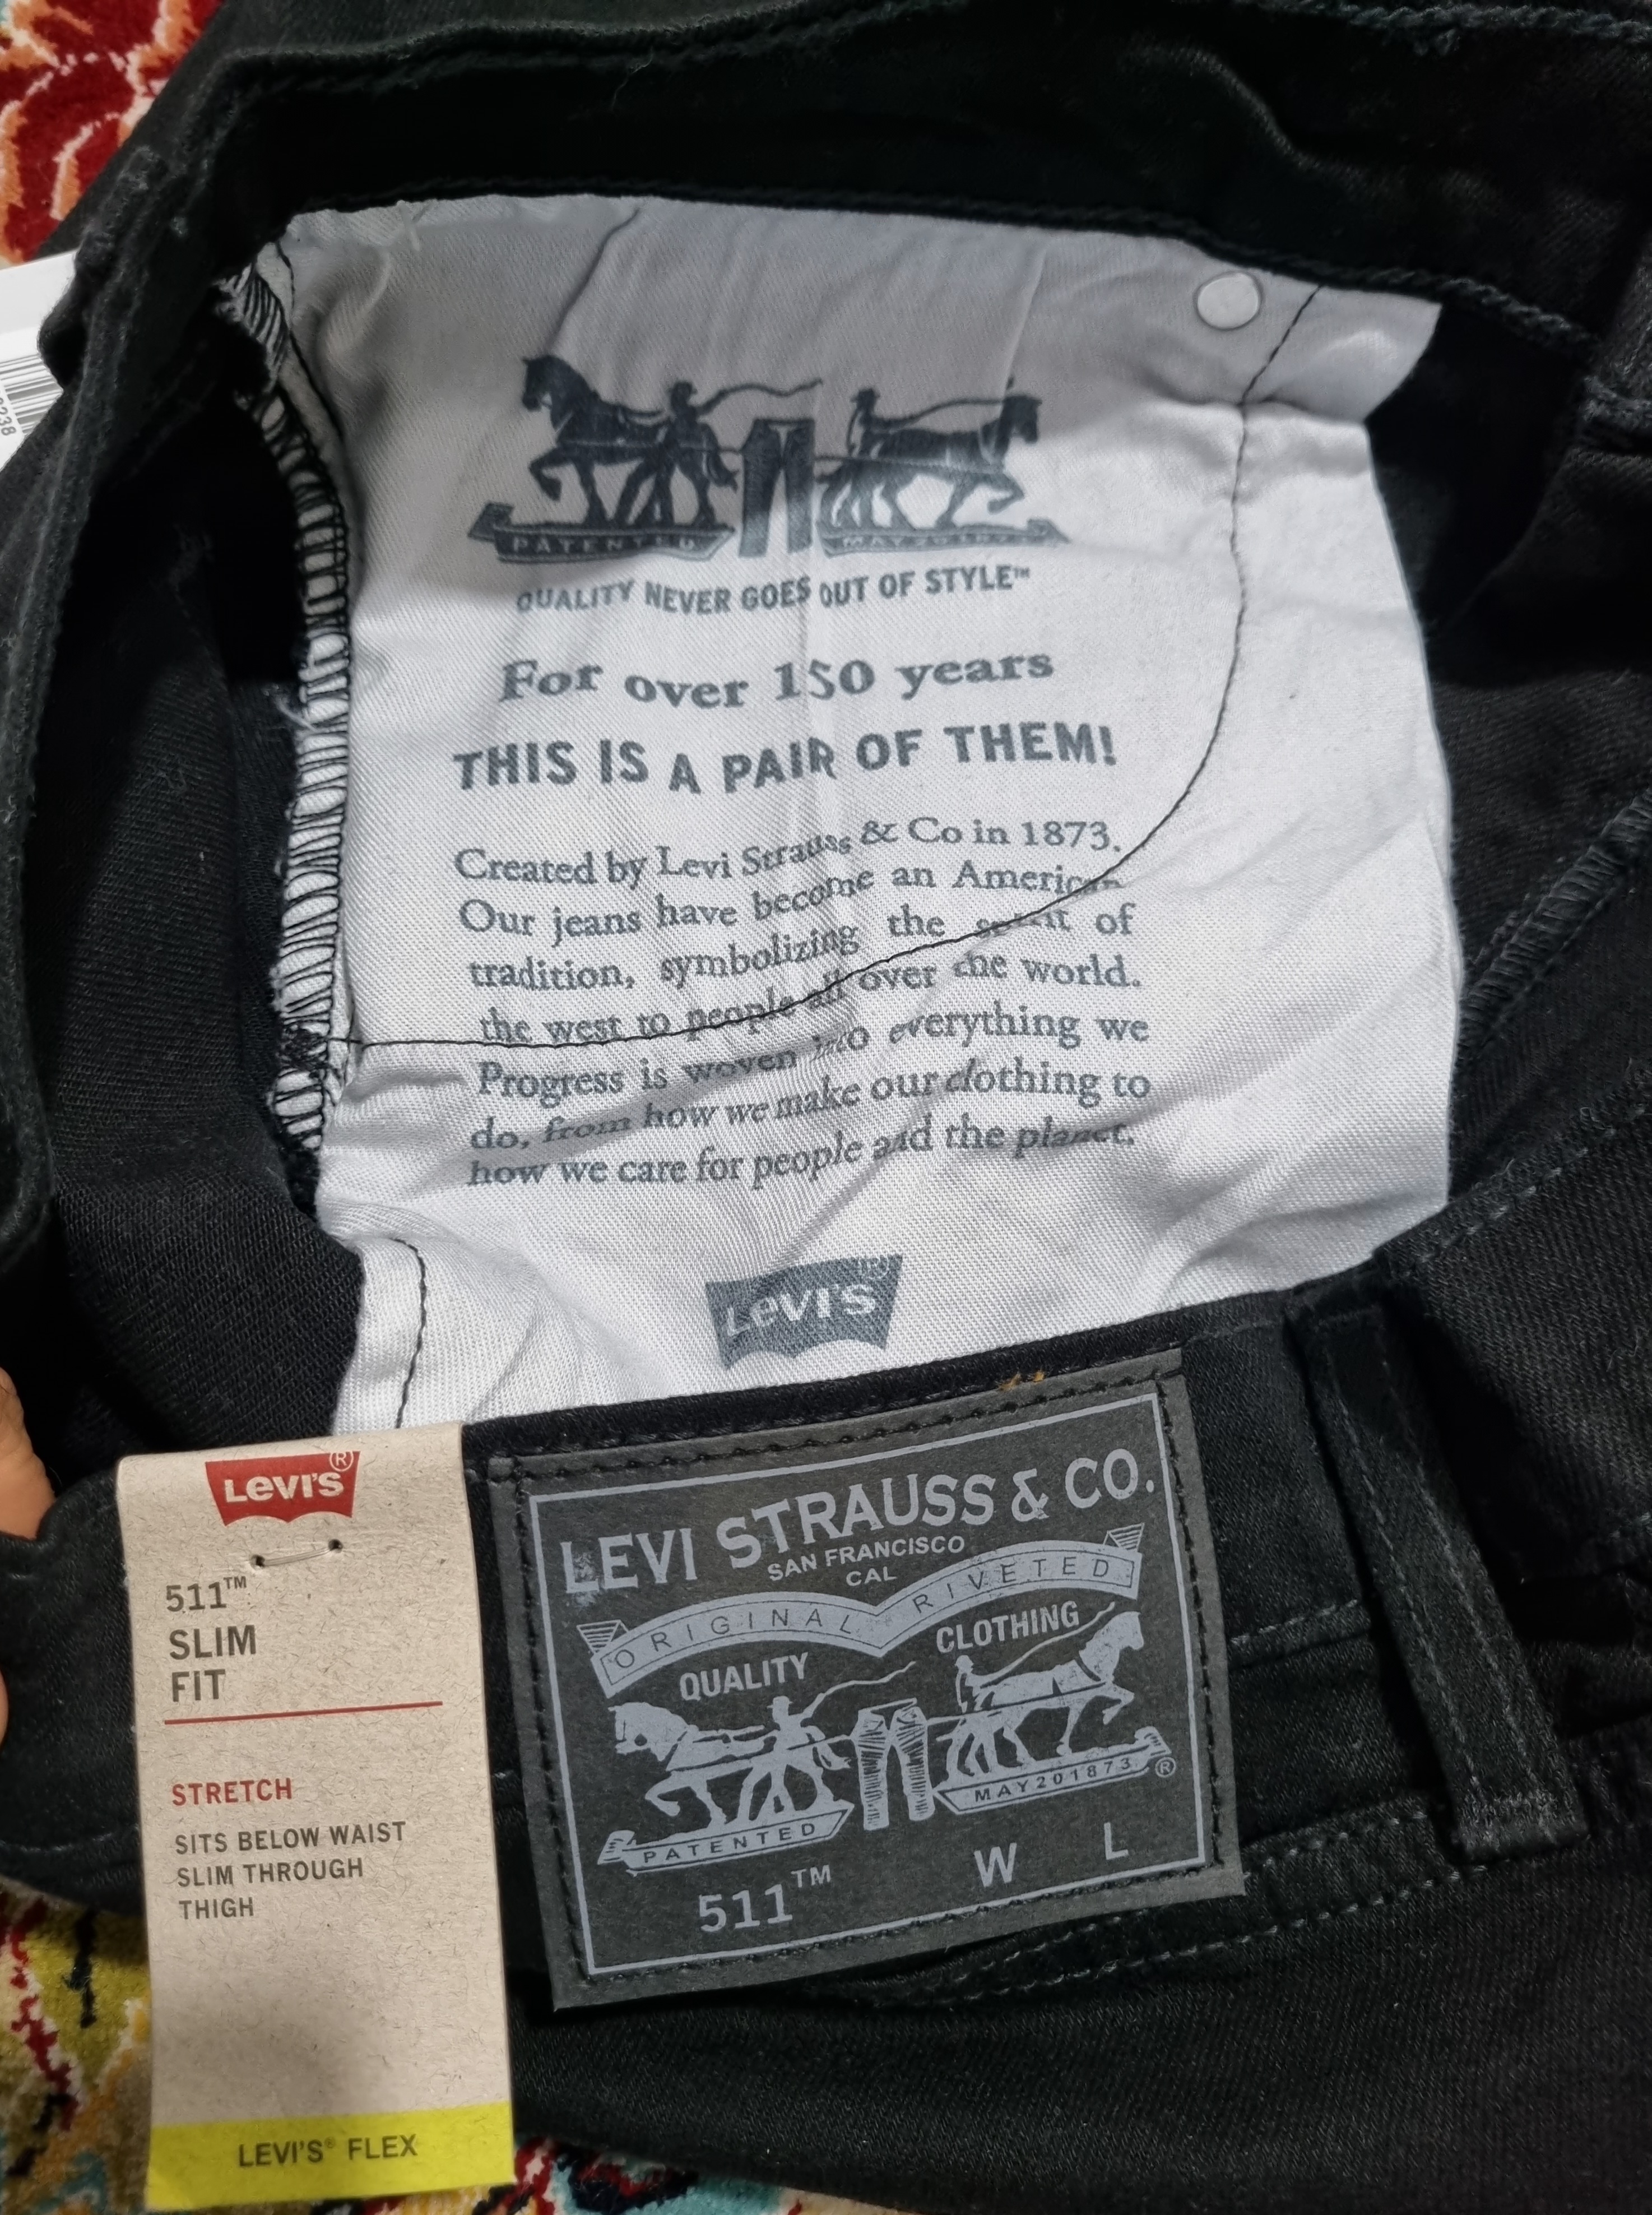 238
PATENTED
QUALITY NEVER GOES OUT OF STYLE™
For over 150 years
THIS IS A PAIR OF THEM!
Created by Levi Strauss & Co in 1873.
Our jeans have become an American
tradition, symbolizing the spirit of
the west to people all over the world.
Progress is woven into everything we
do, from how we make our clothing to
how we care for people and the planet.
LEVI'S®
LEVI'S®
511™
SLIM
FIT
STRETCH
SITS BELOW WAIST
SLIM THROUGH
THIGH
LEVI'S® FLEX
LEVI STRAUSS & CO.
SAN FRANCISCO
CAL
ORIGINAL RIVETED
QUALITY CLOTHING
PATENTED MAY201873 ®
511™ W L